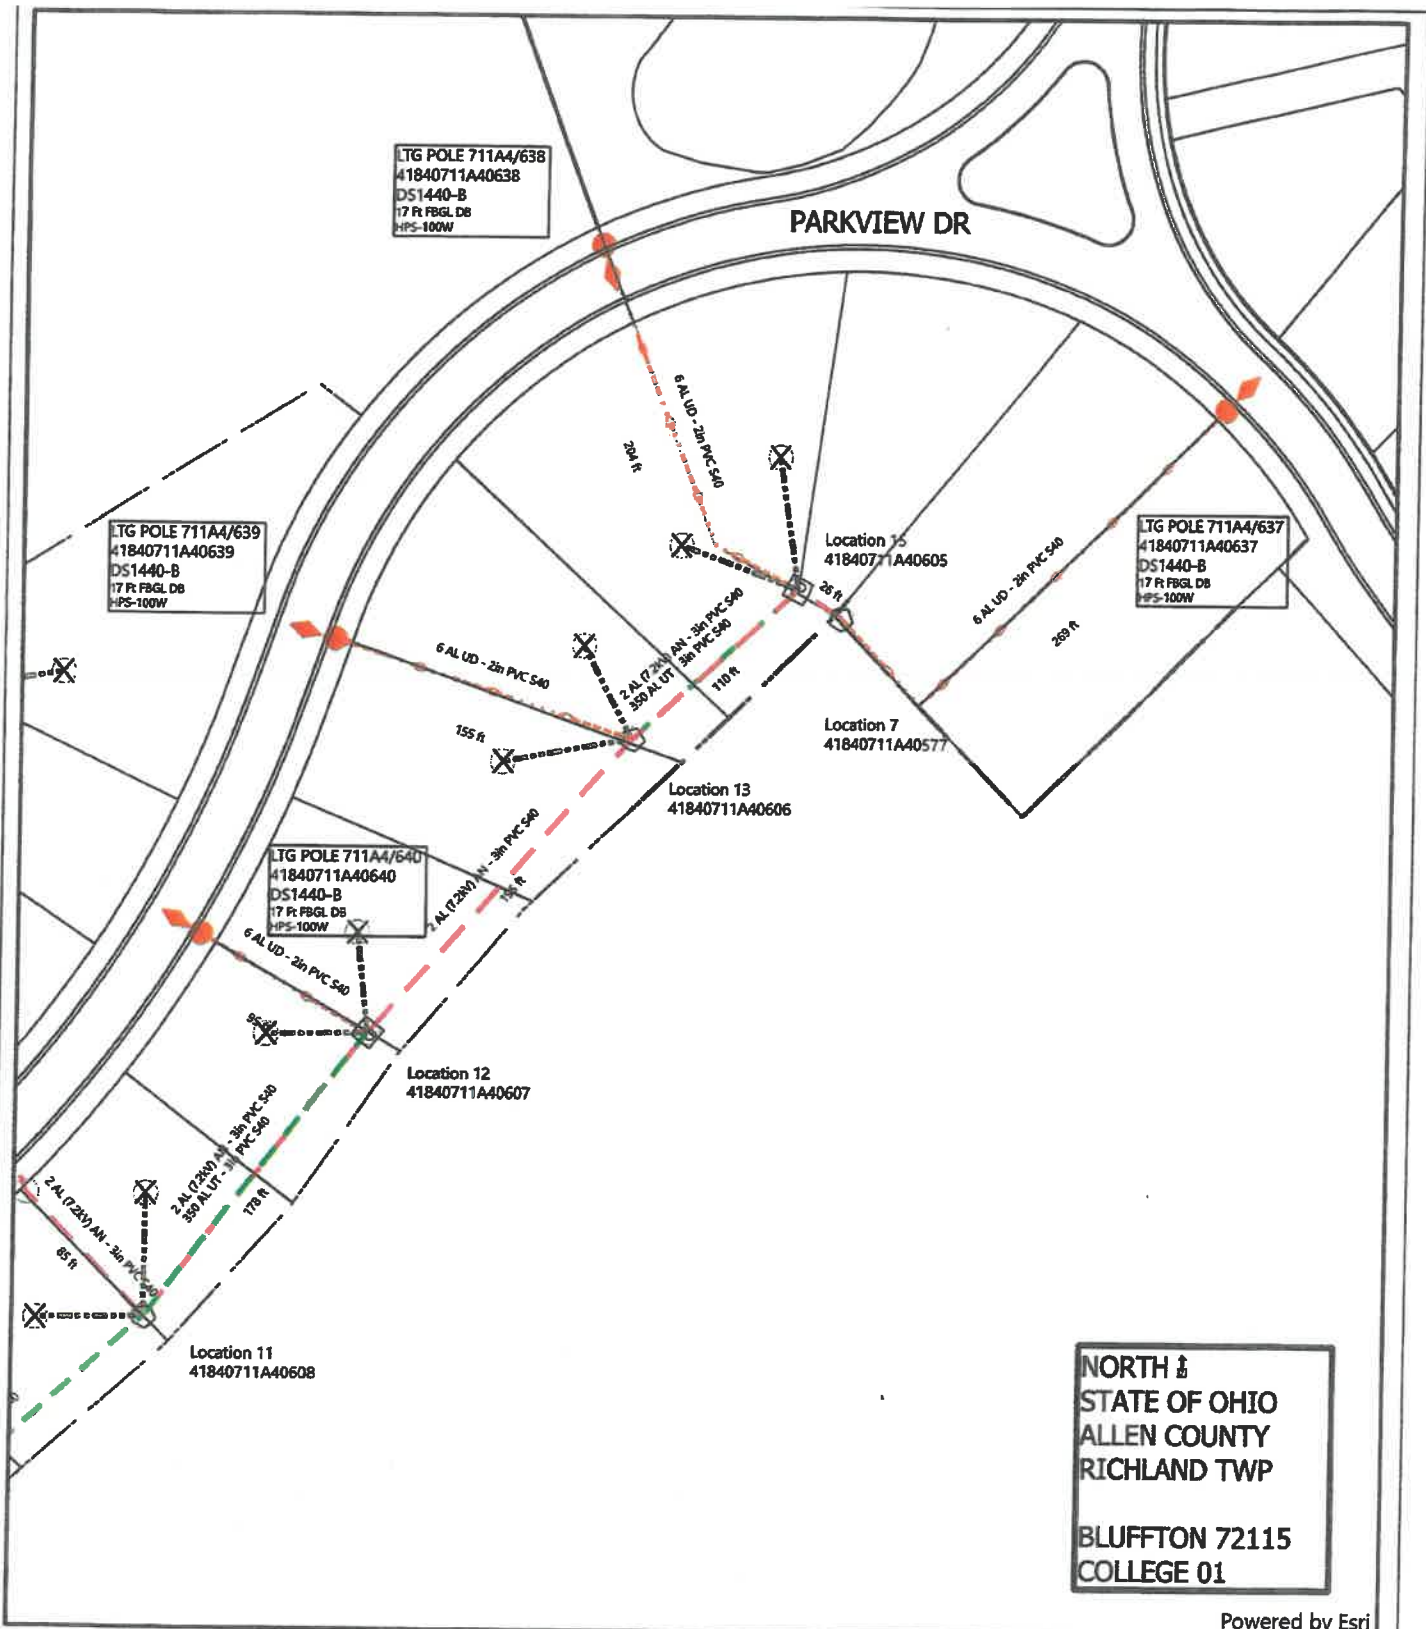 LTG POLE 711A4/638
41840711A40638
DS1440-B
17 Ft FBGL DB
HPS-100W
PARKVIEW DR
6 AL UD - 2in PVC S40
204 ft
LTG POLE 711A4/639
41840711A40639
DS1440-B
17 Ft FBGL DB
HPS-100W
Location 15
41840711A40605
26 ft
6 AL UD - 2in PVC S40
269 ft
LTG POLE 711A4/637
41840711A40637
DS1440-B
17 Ft FBGL DB
HPS-100W
6 AL UD - 2in PVC S40
155 ft
2 AL (7.2kV) AN - 3in PVC S40
350 AL UT - 3in PVC S40
110 ft
Location 7
41840711A40577
Location 13
41840711A40606
2 AL (7.2kV) AN - 3in PVC S40
LTG POLE 711A4/640
41840711A40640
DS1440-B
17 Ft FBGL DB
HPS-100W
6 AL UD - 2in PVC S40
Location 12
41840711A40607
2 AL (7.2kV) AN - 3in PVC S40
350 AL UT - 3in PVC S40
178 ft
2 AL (7.2kV) AN - 3in PVC S40
85 ft
Location 11
41840711A40608
NORTH
STATE OF OHIO
ALLEN COUNTY
RICHLAND TWP
BLUFFTON 72115
COLLEGE 01
Powered by Esri